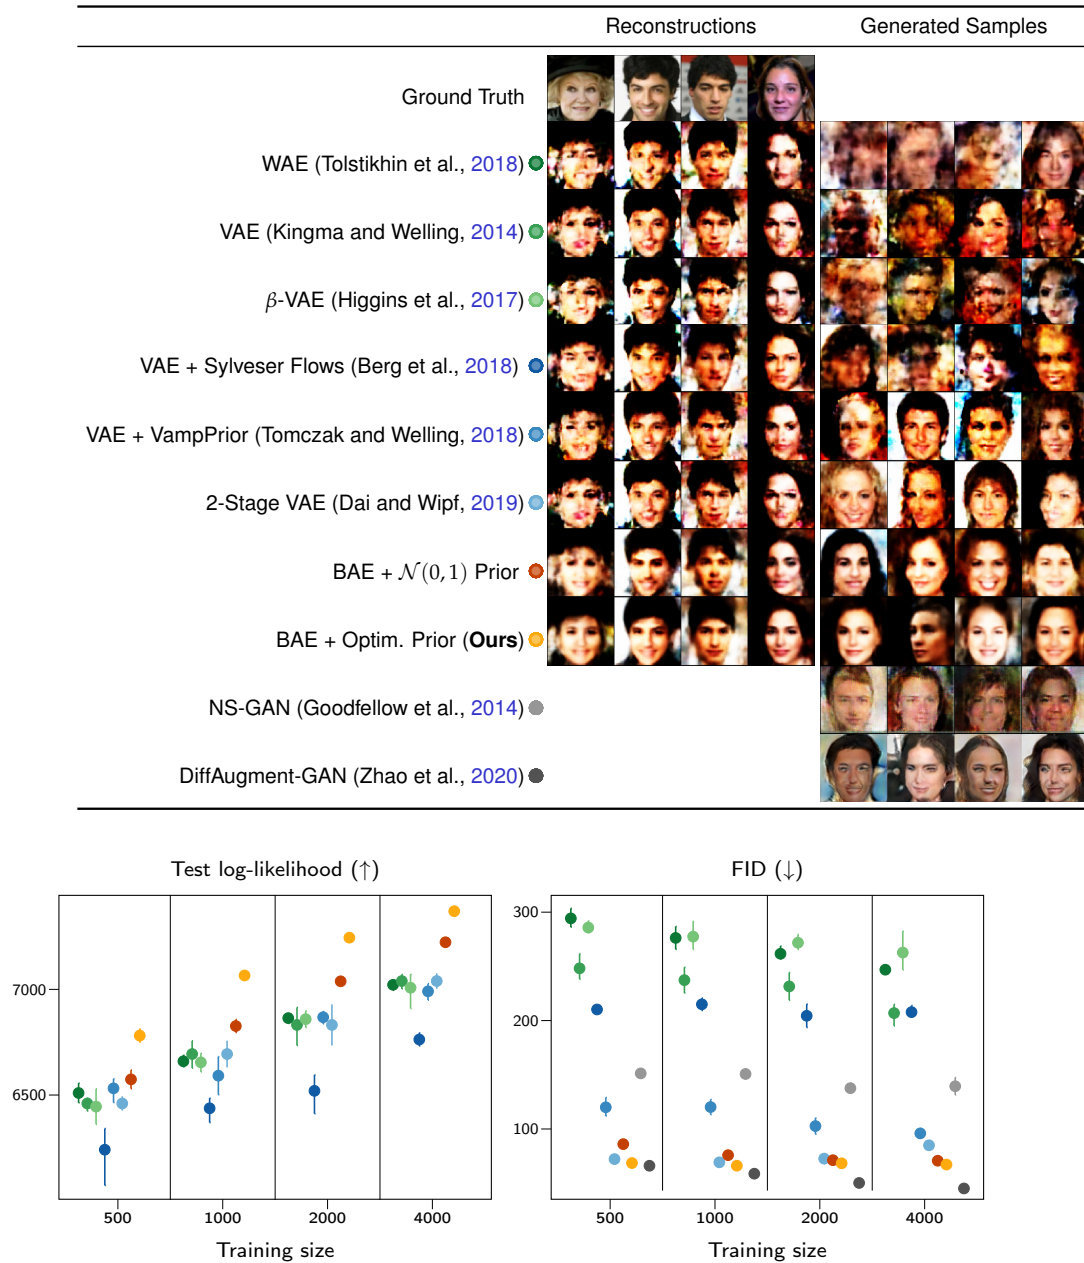 Reconstructions Generated Samples
Ground Truth
WAE (Tolstikhin et al., 2018)
VAE (Kingma and Welling, 2014)
β-VAE (Higgins et al., 2017)
VAE + Sylveser Flows (Berg et al., 2018)
VAE + VampPrior (Tomczak and Welling, 2018)
2-Stage VAE (Dai and Wipf, 2019)
BAE + 𝒩(0, 1) Prior
BAE + Optim. Prior (Ours)
NS-GAN (Goodfellow et al., 2014)
DiffAugment-GAN (Zhao et al., 2020)
Test log-likelihood (↑)
7000
6500
500 1000 2000 4000
Training size
FID (↓)
300
200
100
500 1000 2000 4000
Training size